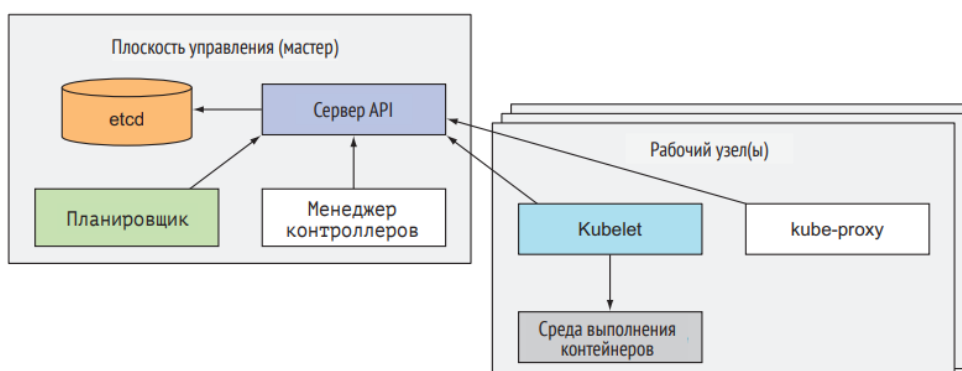 Плоскость управления (мастер)
etcd
Сервер API
Рабочий узел(ы)
Планировщик
Менеджер
контроллеров
Kubelet
kube-proxy
Среда выполнения
контейнеров